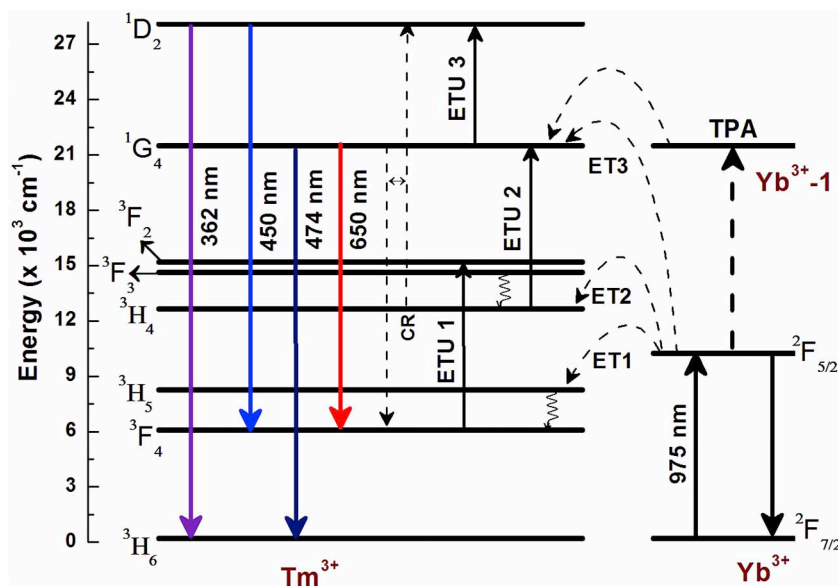 Energy (x 10³ cm⁻¹)
27
24
21
18
15
12
9
6
3
0
¹D₂
¹G₄
³F₂
³F₃
³H₄
³H₅
³F₄
³H₆
362 nm
450 nm
474 nm
650 nm
CR
ETU 1
ETU 2
ETU 3
ET1
ET2
ET3
TPA
Yb³⁺-1
²F₅/₂
975 nm
²F₇/₂
Tm³⁺
Yb³⁺